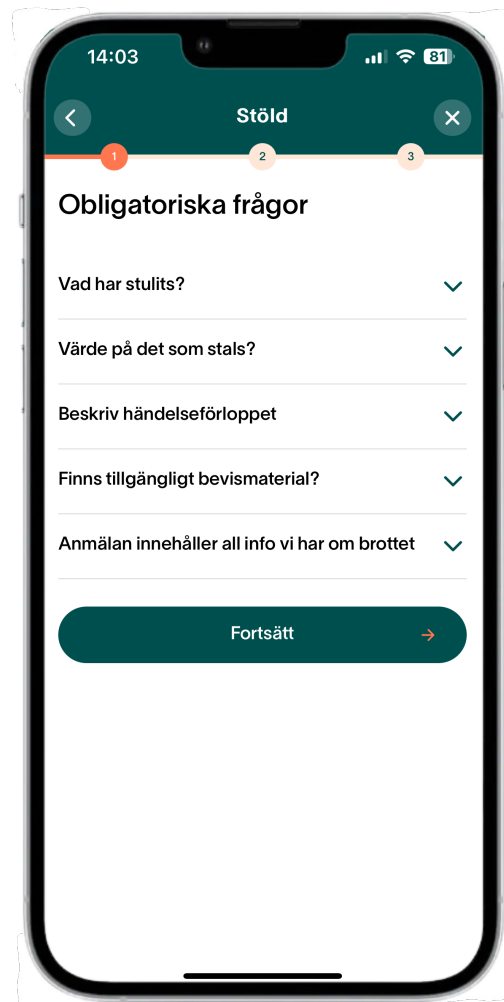 14:03
81
Stöld
1
2
3
Obligatoriska frågor
Vad har stulits?
Värde på det som stals?
Beskriv händelseförloppet
Finns tillgängligt bevismaterial?
Anmälan innehåller all info vi har om brottet
Fortsätt